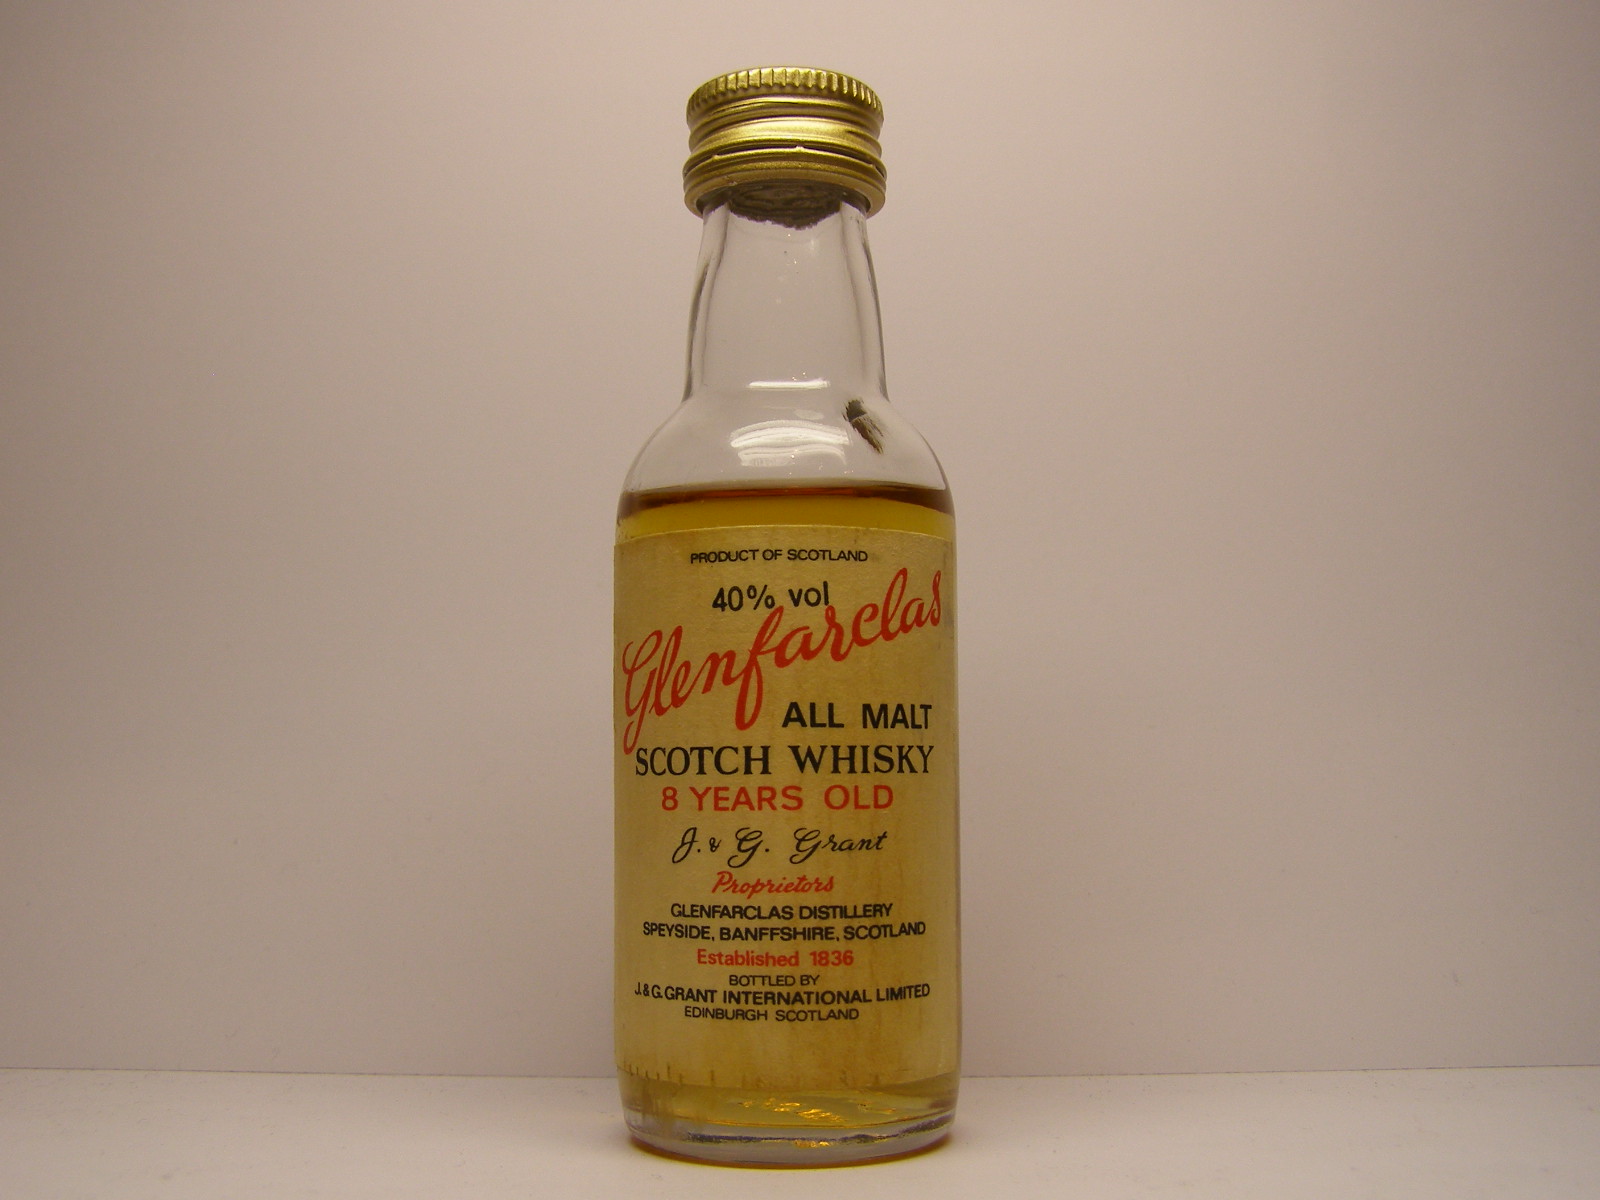 PRODUCT OF SCOTLAND
40% vol
Glenfarclas
ALL MALT
SCOTCH WHISKY
8 YEARS OLD
J. & G. Grant
Proprietors
GLENFARCLAS DISTILLERY
SPEYSIDE, BANFFSHIRE, SCOTLAND
Established 1836
BOTTLED BY
J. & G. GRANT INTERNATIONAL LIMITED
EDINBURGH SCOTLAND